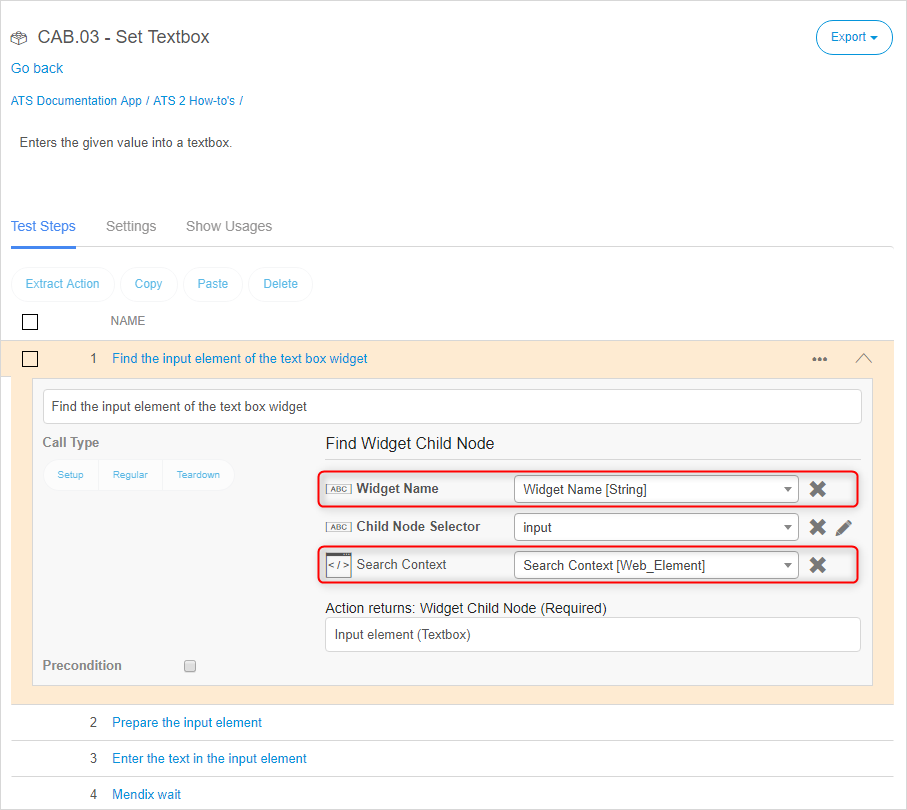 CAB.03 - Set Textbox
Export
Go back
ATS Documentation App / ATS 2 How-to's /
Enters the given value into a textbox.
Test Steps Settings Show Usages
Extract Action Copy Paste Delete
NAME
1 Find the input element of the text box widget
Find the input element of the text box widget
Call Type
Find Widget Child Node
Setup Regular Teardown
ABC Widget Name Widget Name [String]
ABC Child Node Selector input
</> Search Context Search Context [Web_Element]
Action returns: Widget Child Node (Required)
Input element (Textbox)
Precondition
2 Prepare the input element
3 Enter the text in the input element
4 Mendix wait